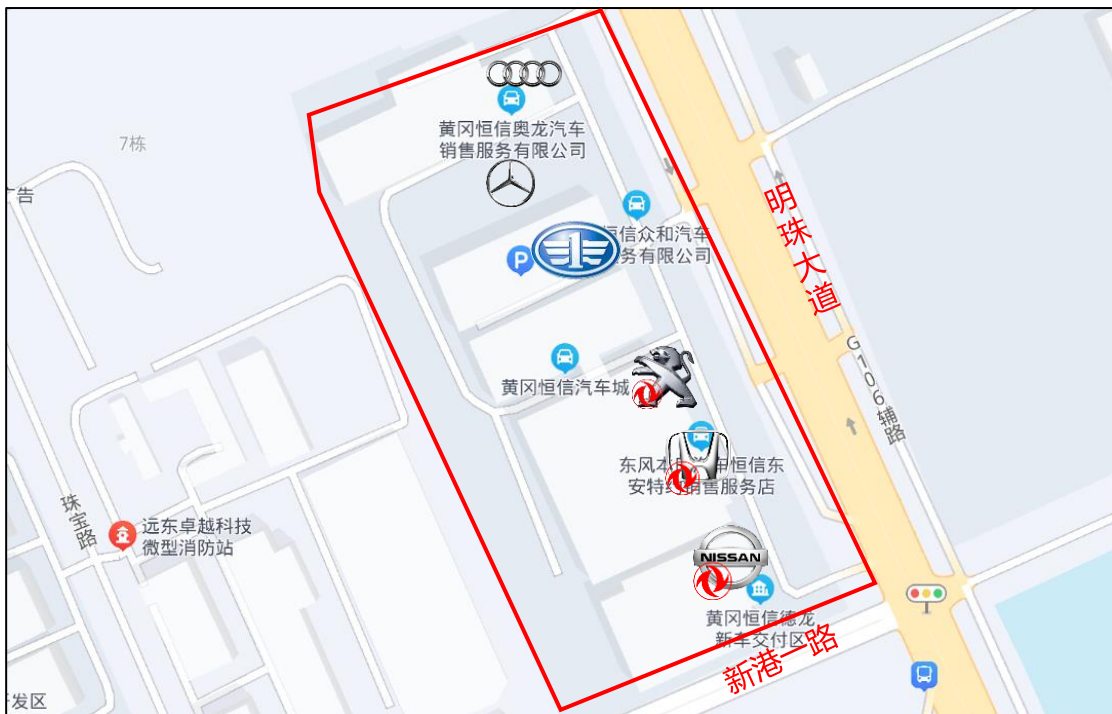 黄冈恒信奥龙汽车
销售服务有限公司
7栋
广告
恒信众和汽车
务有限公司
P
1
明珠大道
G106辅路
黄冈恒信汽车城
东风本
恒信东
安特约销售服务店
珠宝路
远东卓越科技
微型消防站
NISSAN
黄冈恒信德龙
新车交付区
新港一路
发区